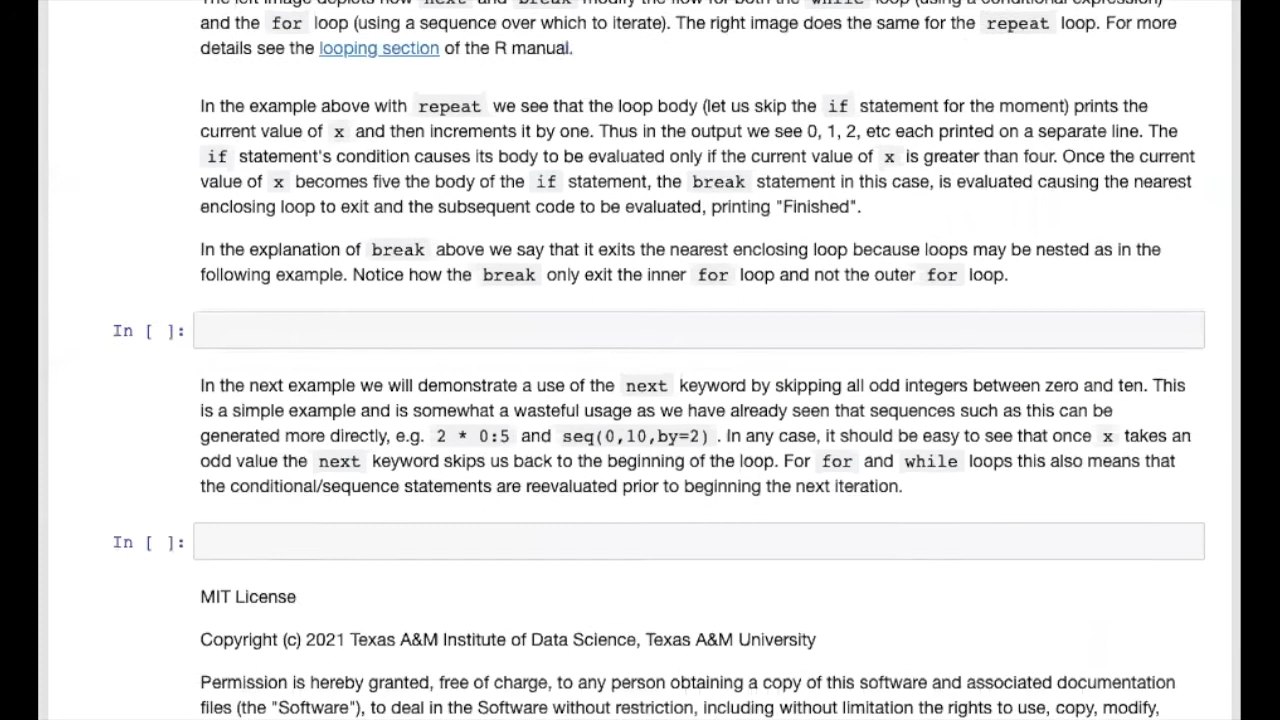 The left image depicts how next and break modify the flow for both the while loop (using a conditional expression)
and the for loop (using a sequence over which to iterate). The right image does the same for the repeat loop. For more
details see the looping section of the R manual.
In the example above with repeat we see that the loop body (let us skip the if statement for the moment) prints the
current value of x and then increments it by one. Thus in the output we see 0, 1, 2, etc each printed on a separate line. The
if statement's condition causes its body to be evaluated only if the current value of x is greater than four. Once the current
value of x becomes five the body of the if statement, the break statement in this case, is evaluated causing the nearest
enclosing loop to exit and the subsequent code to be evaluated, printing "Finished".
In the explanation of break above we say that it exits the nearest enclosing loop because loops may be nested as in the
following example. Notice how the break only exit the inner for loop and not the outer for loop.
In [ ]:
In the next example we will demonstrate a use of the next keyword by skipping all odd integers between zero and ten. This
is a simple example and is somewhat a wasteful usage as we have already seen that sequences such as this can be
generated more directly, e.g. 2 * 0:5 and seq(0,10,by=2) . In any case, it should be easy to see that once x takes an
odd value the next keyword skips us back to the beginning of the loop. For for and while loops this also means that
the conditional/sequence statements are reevaluated prior to beginning the next iteration.
In [ ]:
MIT License
Copyright (c) 2021 Texas A&M Institute of Data Science, Texas A&M University
Permission is hereby granted, free of charge, to any person obtaining a copy of this software and associated documentation
files (the "Software"), to deal in the Software without restriction, including without limitation the rights to use, copy, modify,